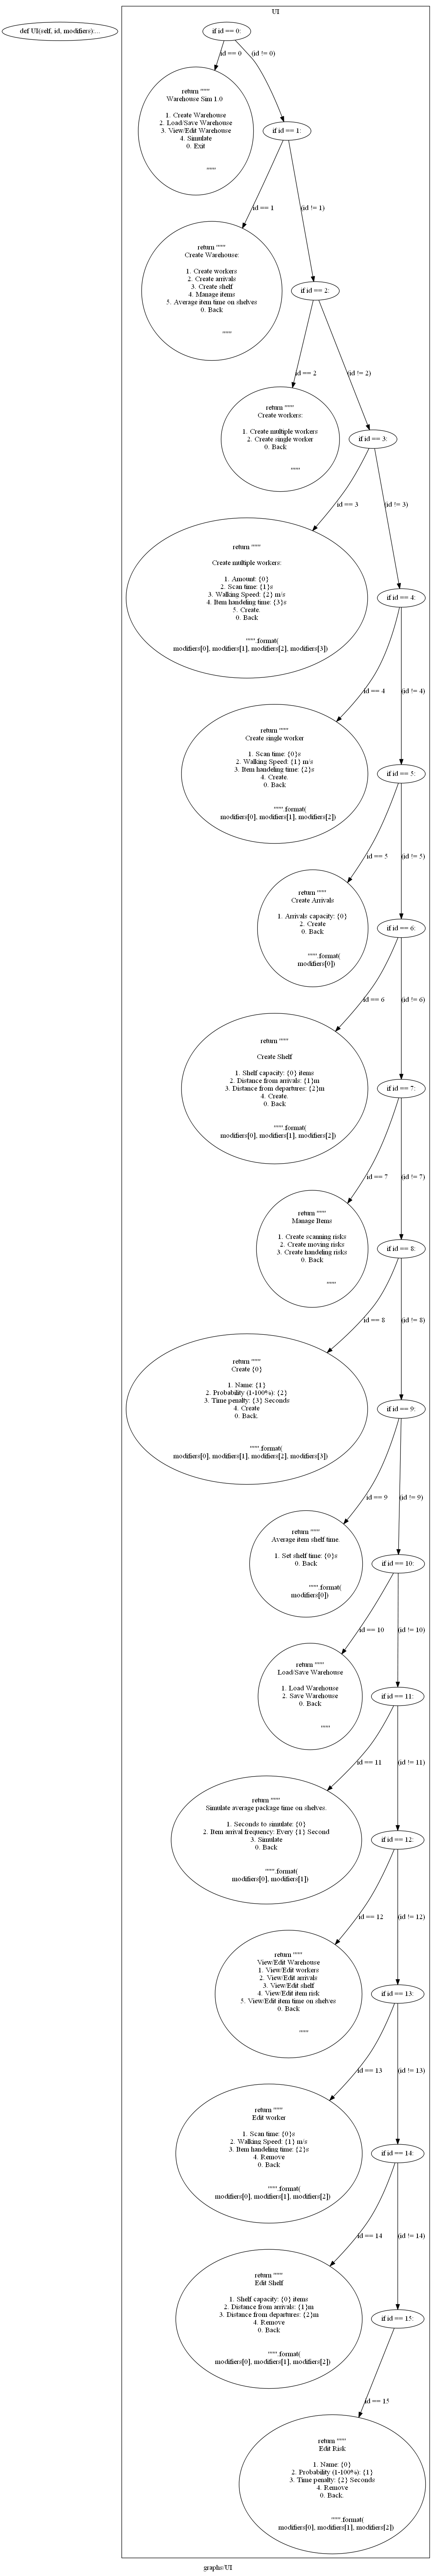 UI
def UI(self, id, modifiers):...
if id == 0:
id == 0
(id != 0)
return """
Warehouse Sim 1.0
1. Create Warehouse
2. Load/Save Warehouse
3. View/Edit Warehouse
4. Simulate
0. Exit
"""
if id == 1:
id == 1
(id != 1)
return """
Create Warehouse:
1. Create workers
2. Create arrivals
3. Create shelf
4. Manage items
5. Average item time on shelves
0. Back
"""
if id == 2:
id == 2
(id != 2)
return """
Create workers:
1. Create multiple workers
2. Create single worker
0. Back
"""
if id == 3:
id == 3
(id != 3)
return """
Create multiple workers:
1. Amount: {0}
2. Scan time: {1}s
3. Walking Speed: {2} m/s
4. Item handeling time: {3}s
5. Create.
0. Back
""".format(
modifiers[0], modifiers[1], modifiers[2], modifiers[3])
if id == 4:
id == 4
(id != 4)
return """
Create single worker
1. Scan time: {0}s
2. Walking Speed: {1} m/s
3. Item handeling time: {2}s
4. Create.
0. Back
""".format(
modifiers[0], modifiers[1], modifiers[2])
if id == 5:
id == 5
(id != 5)
return """
Create Arrivals
1. Arrivals capacity: {0}
2. Create
0. Back
""".format(
modifiers[0])
if id == 6:
id == 6
(id != 6)
return """
Create Shelf
1. Shelf capacity: {0} items
2. Distance from arrivals: {1}m
3. Distance from departures: {2}m
4. Create.
0. Back
""".format(
modifiers[0], modifiers[1], modifiers[2])
if id == 7:
id == 7
(id != 7)
return """
Manage Items
1. Create scanning risks
2. Create moving risks
3. Create handeling risks
0. Back
"""
if id == 8:
id == 8
(id != 8)
return """
Create {0}
1. Name: {1}
2. Probability (1-100%): {2}
3. Time penalty: {3} Seconds
4. Create
0. Back.
""".format(
modifiers[0], modifiers[1], modifiers[2], modifiers[3])
if id == 9:
id == 9
(id != 9)
return """
Average item shelf time.
1. Set shelf time: {0}s
0. Back
""".format(
modifiers[0])
if id == 10:
id == 10
(id != 10)
return """
Load/Save Warehouse
1. Load Warehouse
2. Save Warehouse
0. Back
"""
if id == 11:
id == 11
(id != 11)
return """
Simulate average package time on shelves.
1. Seconds to simulate: {0}
2. Item arrival frequency: Every {1} Second
3. Simulate
0. Back
""".format(
modifiers[0], modifiers[1])
if id == 12:
id == 12
(id != 12)
return """
View/Edit Warehouse
1. View/Edit workers
2. View/Edit arrivals
3. View/Edit shelf
4. View/Edit item risk
5. View/Edit item time on shelves
0. Back
"""
if id == 13:
id == 13
(id != 13)
return """
Edit worker
1. Scan time: {0}s
2. Walking Speed: {1} m/s
3. Item handeling time: {2}s
4. Remove
0. Back
""".format(
modifiers[0], modifiers[1], modifiers[2])
if id == 14:
id == 14
(id != 14)
return """
Edit Shelf
1. Shelf capacity: {0} items
2. Distance from arrivals: {1}m
3. Distance from departures: {2}m
4. Remove
0. Back
""".format(
modifiers[0], modifiers[1], modifiers[2])
if id == 15:
id == 15
return """
Edit Risk:
1. Name: {0}
2. Probability (1-100%): {1}
3. Time penalty: {2} Seconds
4. Remove
0. Back.
""".format(
modifiers[0], modifiers[1], modifiers[2])
graphs/UI